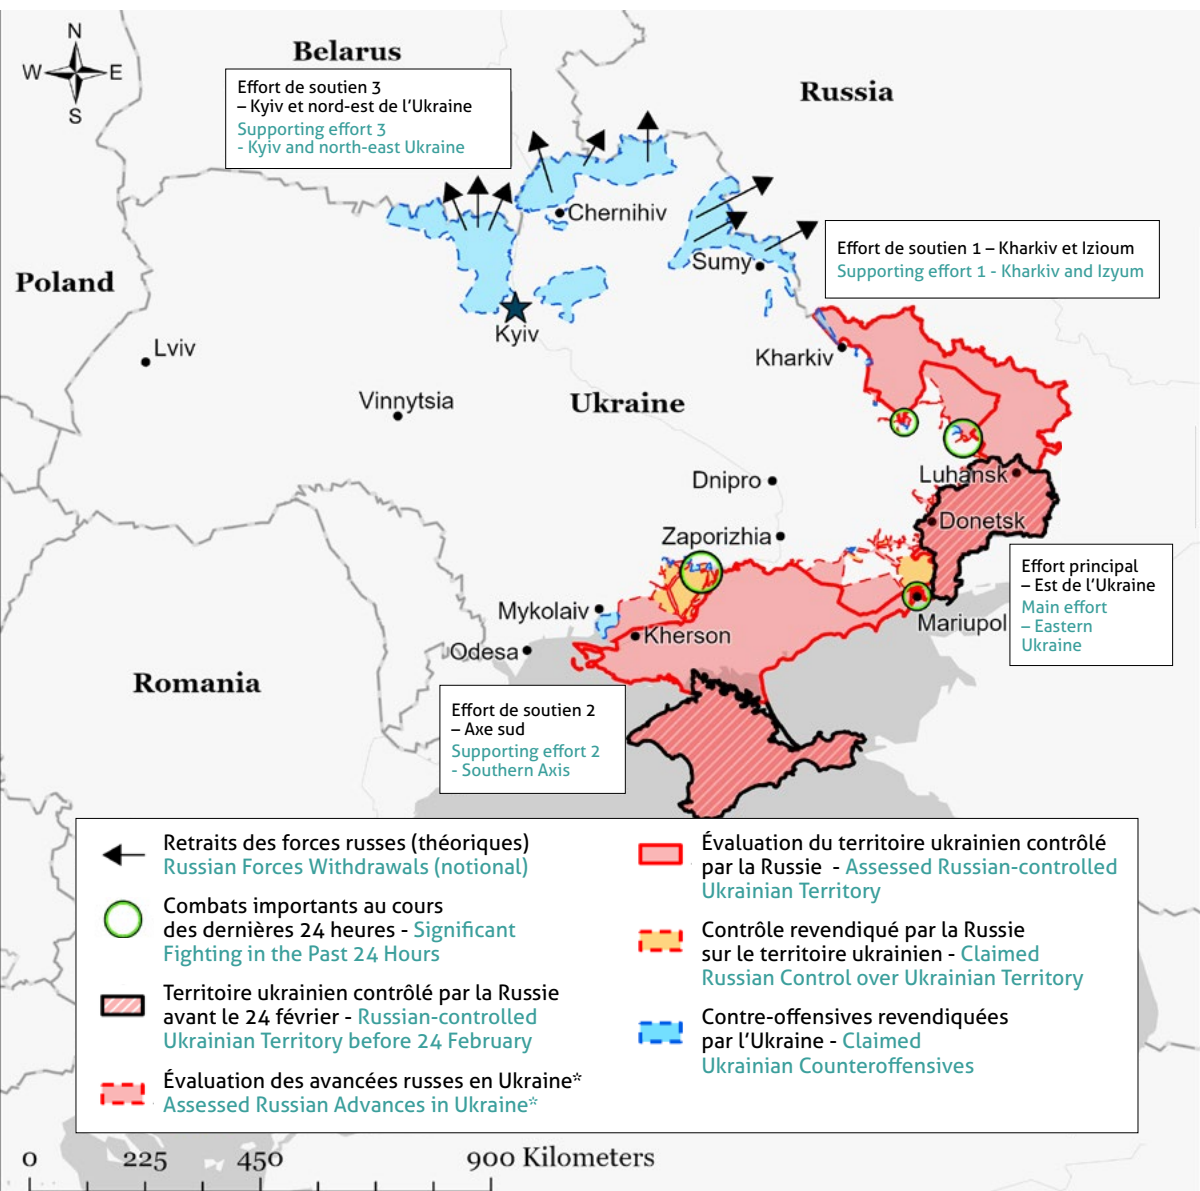 N
W
E
S
Belarus
Russia
Effort de soutien 3
– Kyiv et nord-est de l’Ukraine
Supporting effort 3
- Kyiv and north-east Ukraine
Chernihiv
Effort de soutien 1 – Kharkiv et Izioum
Supporting effort 1 - Kharkiv and Izyum
Sumy
Poland
Kyiv
Lviv
Kharkiv
Vinnytsia
Ukraine
Dnipro
Luhansk
Donetsk
Zaporizhia
Effort principal
– Est de l’Ukraine
Main effort
– Eastern
Ukraine
Mykolaiv
Mariupol
Kherson
Odesa
Romania
Effort de soutien 2
– Axe sud
Supporting effort 2
- Southern Axis
Retraits des forces russes (théoriques)
Russian Forces Withdrawals (notional)
Combats importants au cours
des dernières 24 heures - Significant
Fighting in the Past 24 Hours
Territoire ukrainien contrôlé par la Russie
avant le 24 février - Russian-controlled
Ukrainian Territory before 24 February
Évaluation des avancées russes en Ukraine*
Assessed Russian Advances in Ukraine*
Évaluation du territoire ukrainien contrôlé
par la Russie - Assessed Russian-controlled
Ukrainian Territory
Contrôle revendiqué par la Russie
sur le territoire ukrainien - Claimed
Russian Control over Ukrainian Territory
Contre-offensives revendiquées
par l’Ukraine - Claimed
Ukrainian Counteroffensives
0 225 450 900 Kilometers